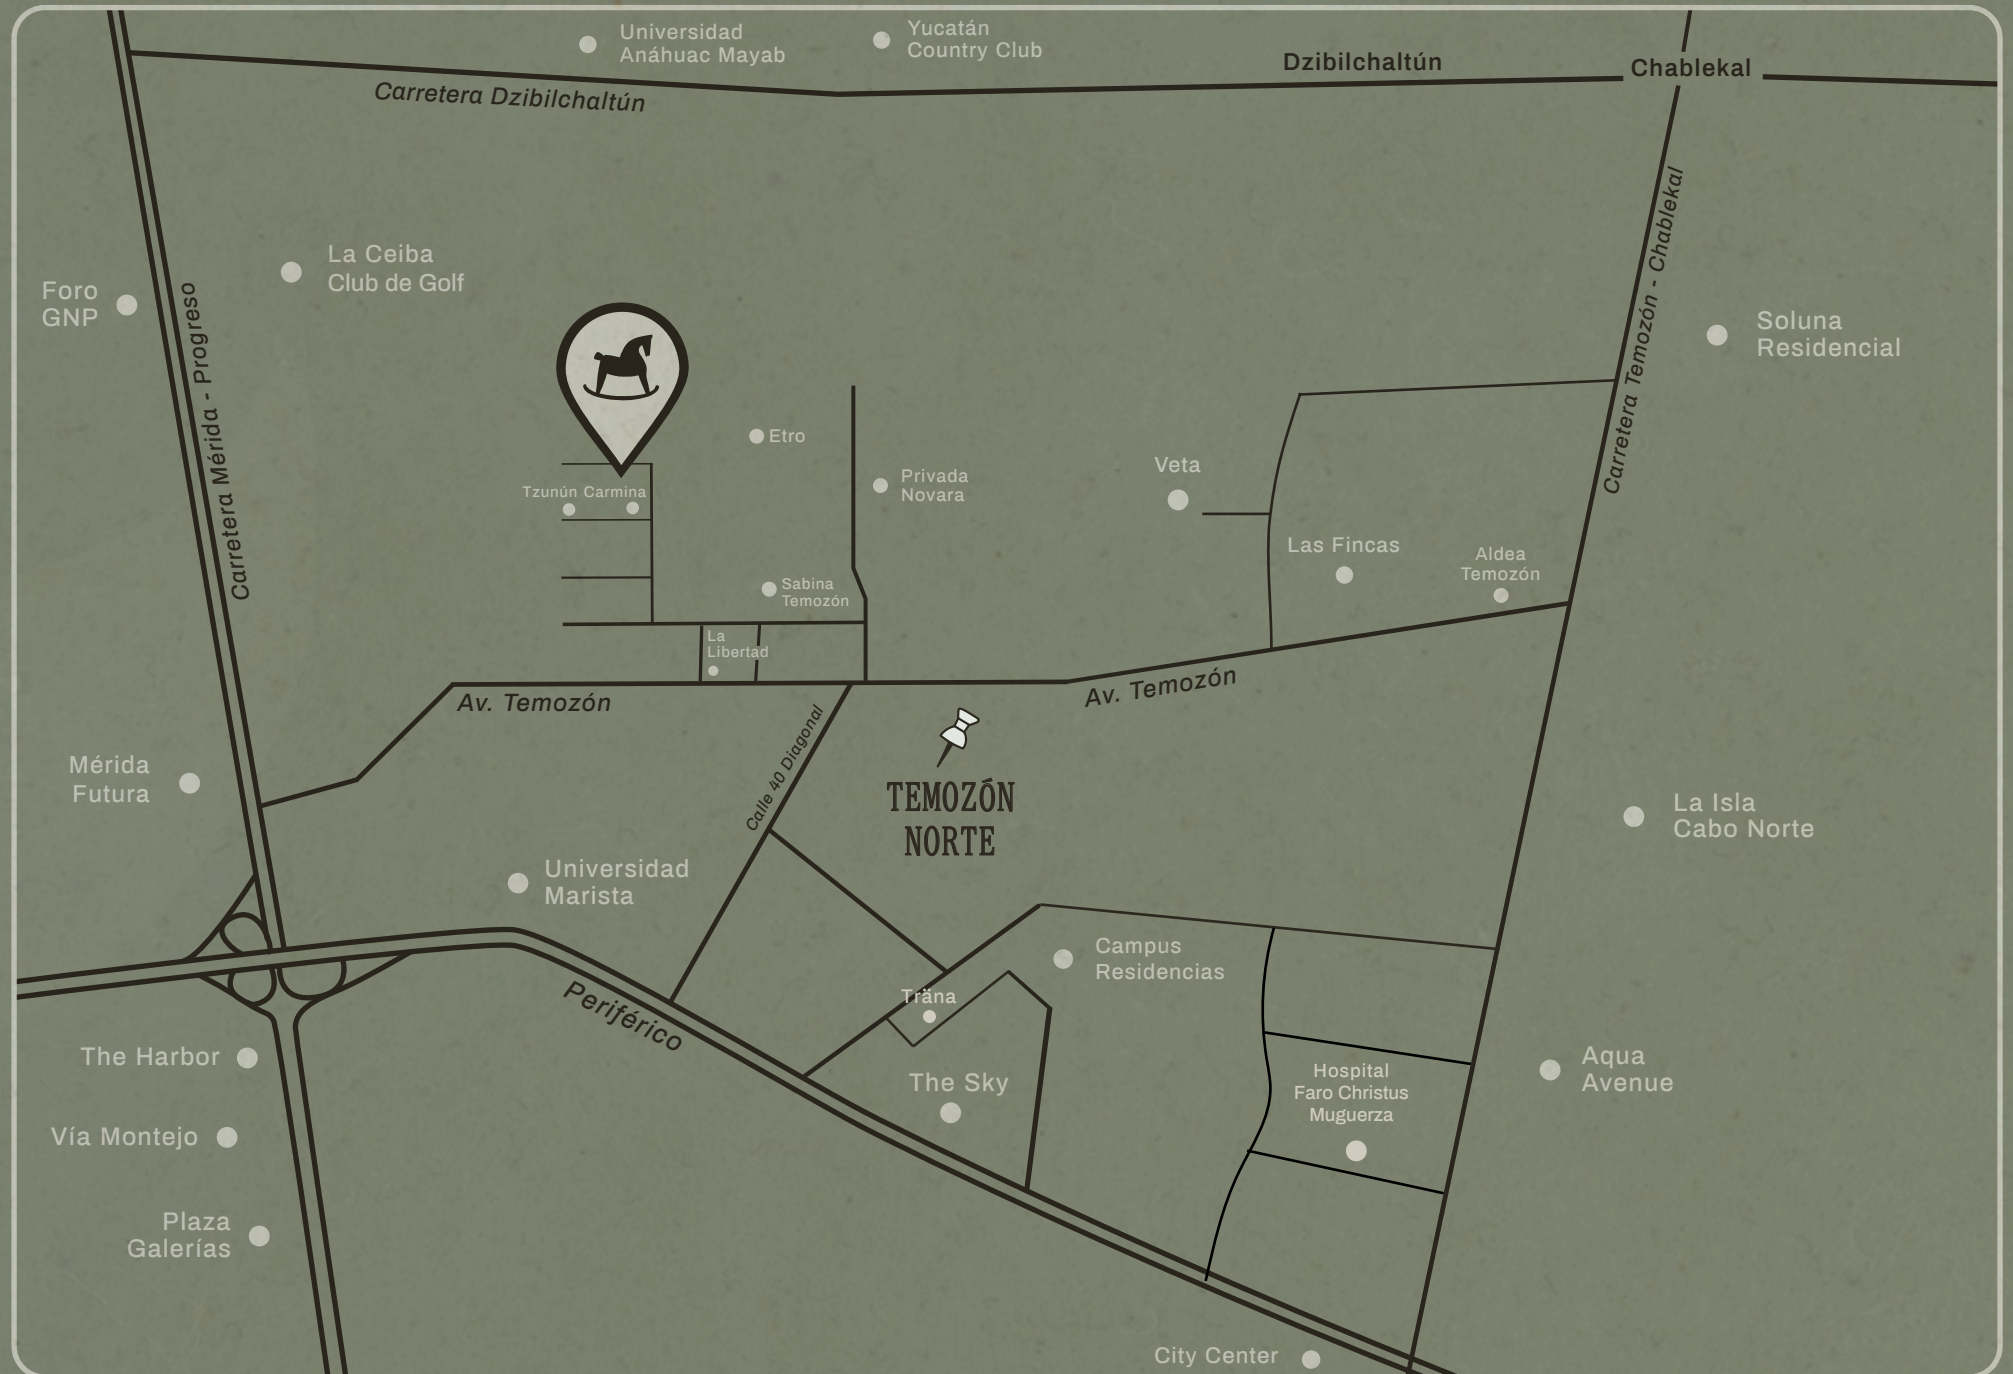 Universidad
Anáhuac Mayab
Yucatán
Country Club
Dzibilchaltún
Chablekal
Carretera Dzibilchaltún
La Ceiba
Club de Golf
Foro
GNP
Carretera Mérida - Progreso
Carretera Temozón - Chablekal
Soluna
Residencial
Etro
Privada
Novara
Veta
Tzunún Carmina
Las Fincas
Aldea
Temozón
Sabina
Temozón
La
Libertad
Av. Temozón
Av. Temozón
Calle 40 Diagonal
Mérida
Futura
TEMOZÓN
NORTE
La Isla
Cabo Norte
Universidad
Marista
Campus
Residencias
Träna
Periférico
The Harbor
The Sky
Hospital
Faro Christus
Muguerza
Aqua
Avenue
Vía Montejo
Plaza
Galerías
City Center